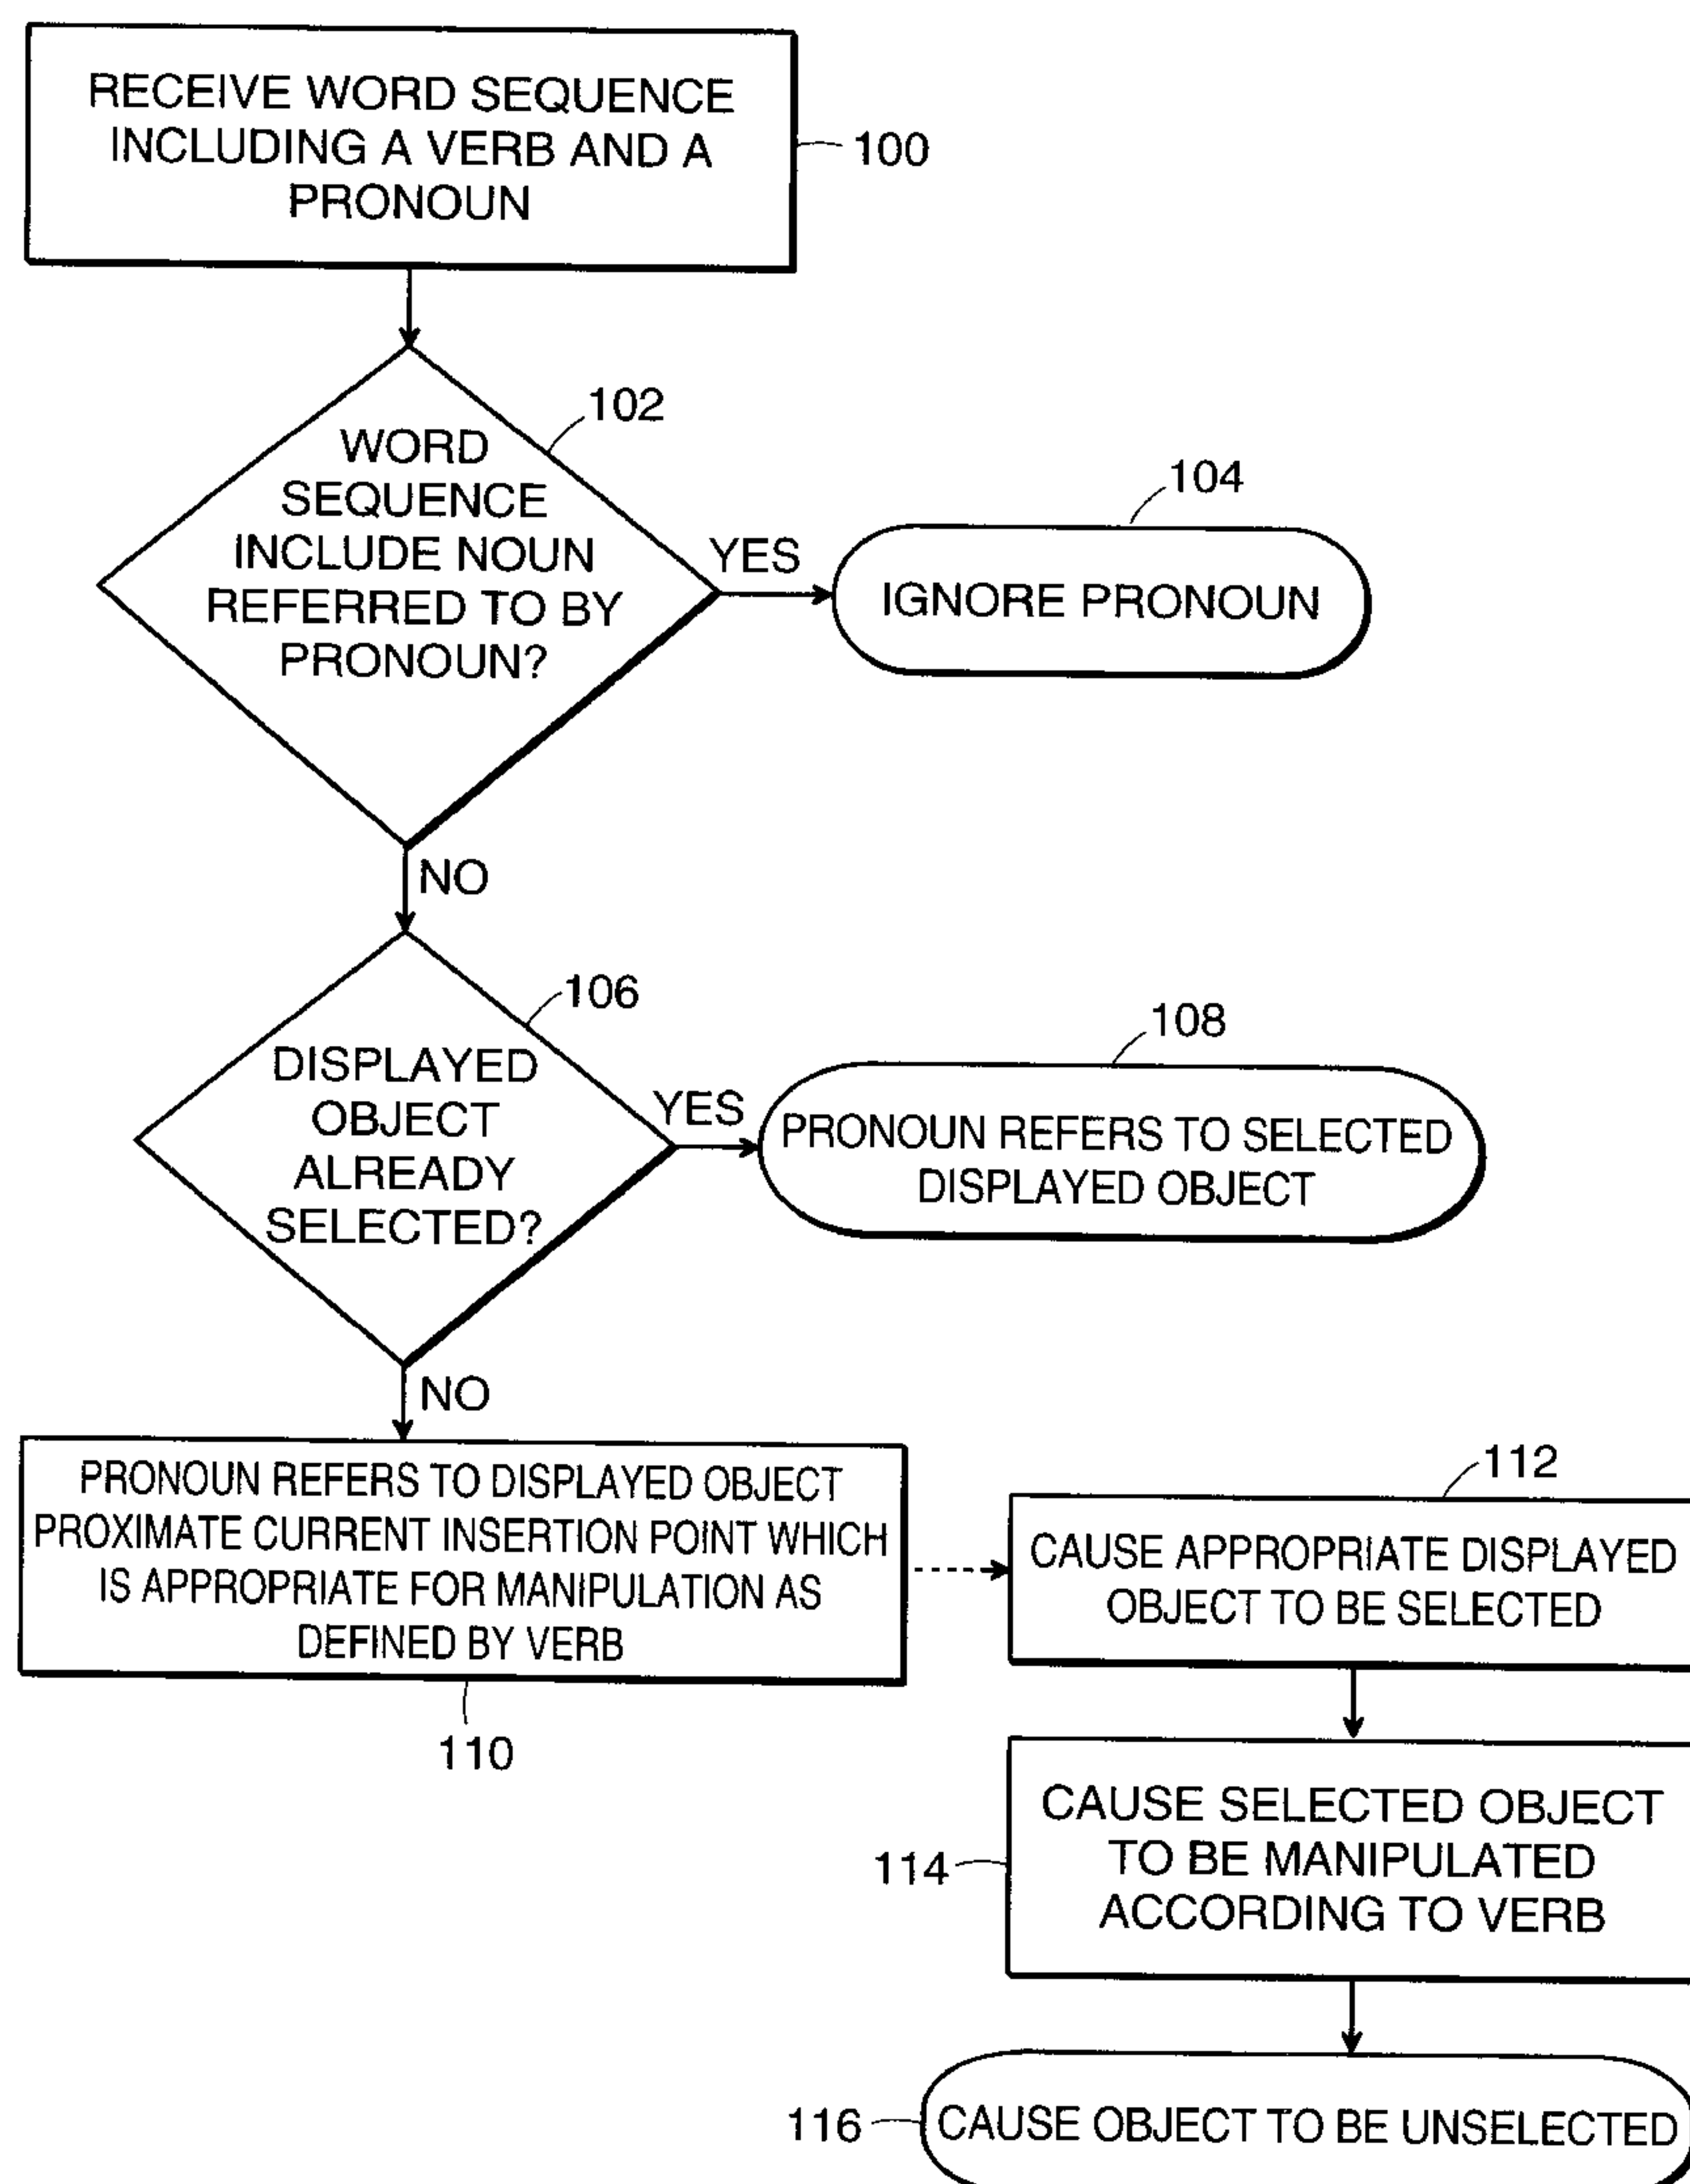 RECEIVE WORD SEQUENCE
INCLUDING A VERB AND A
PRONOUN
100
102
WORD
SEQUENCE
INCLUDE NOUN
REFERRED TO BY
PRONOUN?
YES
104
IGNORE PRONOUN
NO
106
DISPLAYED
OBJECT
ALREADY
SELECTED?
YES
108
PRONOUN REFERS TO SELECTED
DISPLAYED OBJECT
NO
PRONOUN REFERS TO DISPLAYED OBJECT
PROXIMATE CURRENT INSERTION POINT WHICH
IS APPROPRIATE FOR MANIPULATION AS
DEFINED BY VERB
110
112
CAUSE APPROPRIATE DISPLAYED
OBJECT TO BE SELECTED
114
CAUSE SELECTED OBJECT
TO BE MANIPULATED
ACCORDING TO VERB
116
CAUSE OBJECT TO BE UNSELECTED